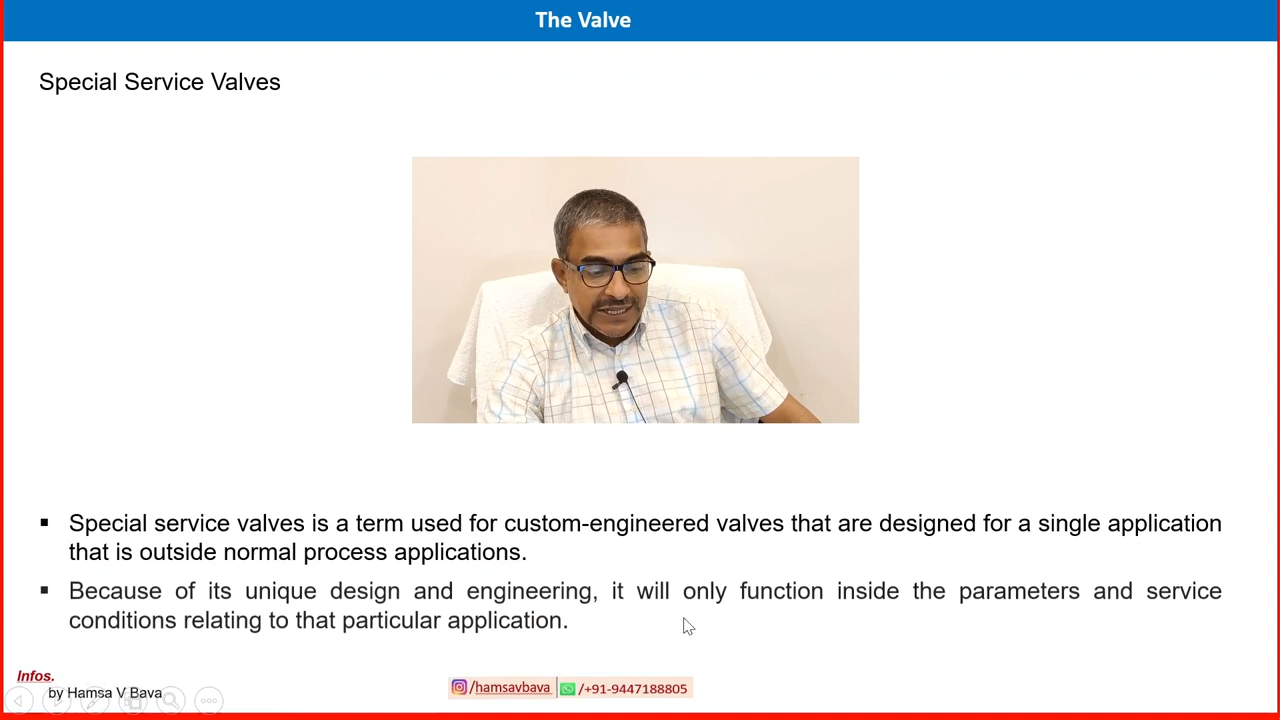 The Valve
Special Service Valves
▪ Special service valves is a term used for custom-engineered valves that are designed for a single application
that is outside normal process applications.
▪ Because of its unique design and engineering, it will only function inside the parameters and service
conditions relating to that particular application.
Infos.
by Hamsa V Bava
/hamsavbava
/+91-9447188805